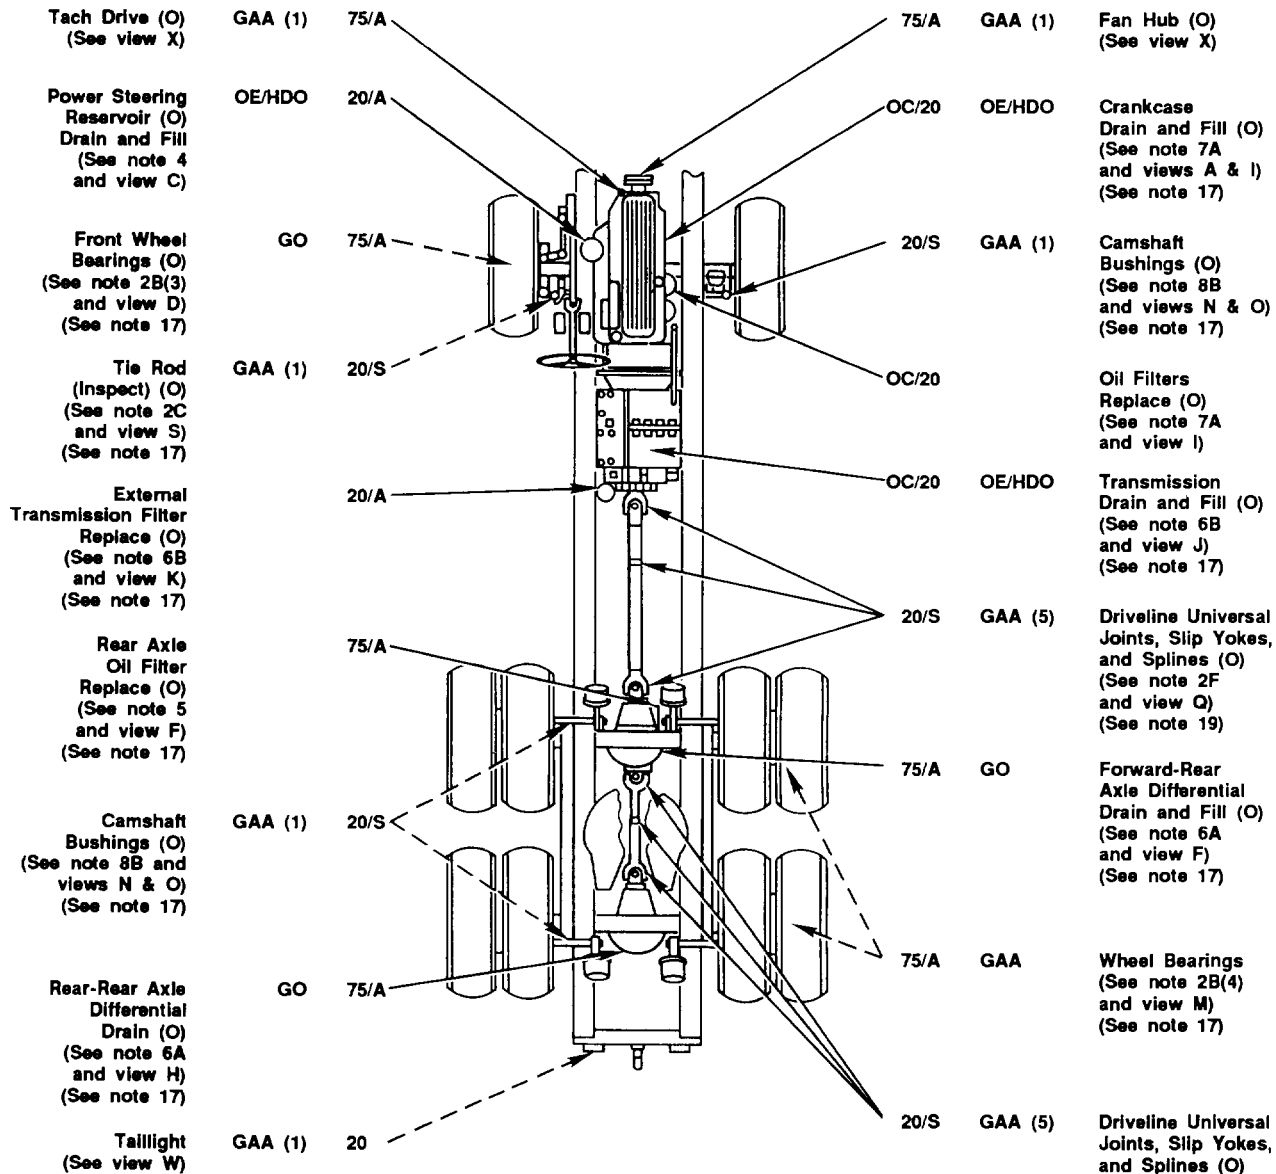 Tach Drive (O) GAA (1) 75/A
(See view X)
Power Steering OE/HDO 20/A
Reservoir (O)
Drain and Fill
(See note 4
and view C)
Front Wheel GO 75/A
Bearings (O)
(See note 2B(3)
and view D)
(See note 17)
Tie Rod GAA (1) 20/S
(Inspect) (O)
(See note 2C
and view S)
(See note 17)
External 20/A
Transmission Filter
Replace (O)
(See note 6B
and view K)
(See note 17)
Rear Axle 75/A
Oil Filter
Replace (O)
(See note 5
and view F)
(See note 17)
Camshaft GAA (1) 20/S
Bushings (O)
(See note 8B and
views N & O)
(See note 17)
Rear-Rear Axle GO 75/A
Differential
Drain (O)
(See note 6A
and view H)
(See note 17)
Taillight GAA (1) 20
(See view W)
75/A GAA (1) Fan Hub (O)
(See view X)
OC/20 OE/HDO Crankcase
Drain and Fill (O)
(See note 7A
and views A & I)
(See note 17)
20/S GAA (1) Camshaft
Bushings (O)
(See note 8B
and views N & O)
(See note 17)
OC/20 Oil Filters
Replace (O)
(See note 7A
and view I)
OC/20 OE/HDO Transmission
Drain and Fill (O)
(See note 6B
and view J)
(See note 17)
20/S GAA (5) Driveline Universal
Joints, Slip Yokes,
and Splines (O)
(See note 2F
and view Q)
(See note 19)
75/A GO Forward-Rear
Axle Differential
Drain and Fill (O)
(See note 6A
and view F)
(See note 17)
75/A GAA Wheel Bearings
(See note 2B(4)
and view M)
(See note 17)
20/S GAA (5) Driveline Universal
Joints, Slip Yokes,
and Splines (O)